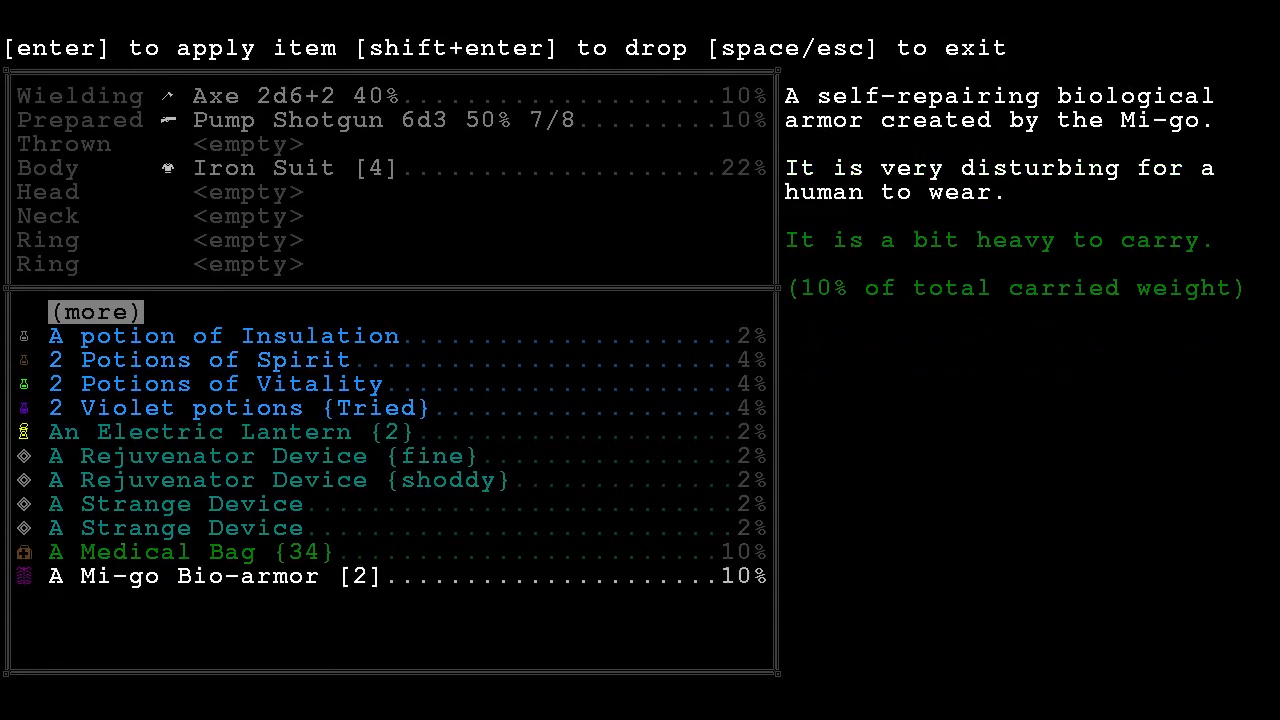 [enter] to apply item [shift+enter] to drop [space/esc] to exit
Wielding Axe 2d6+2 40%.....................10%
Prepared Pump Shotgun 6d3 50% 7/8..........10%
Thrown <empty>
Body Iron Suit [4].....................22%
Head <empty>
Neck <empty>
Ring <empty>
Ring <empty>
(more)
A potion of Insulation.....................2%
2 Potions of Spirit........................4%
2 Potions of Vitality......................4%
2 Violet potions {Tried}...................4%
An Electric Lantern {2}....................2%
A Rejuvenator Device {fine}................2%
A Rejuvenator Device {shoddy}..............2%
A Strange Device...........................2%
A Strange Device...........................2%
A Medical Bag {34}........................10%
A Mi-go Bio-armor [2].....................10%
A self-repairing biological
armor created by the Mi-go.
It is very disturbing for a
human to wear.
It is a bit heavy to carry.
(10% of total carried weight)